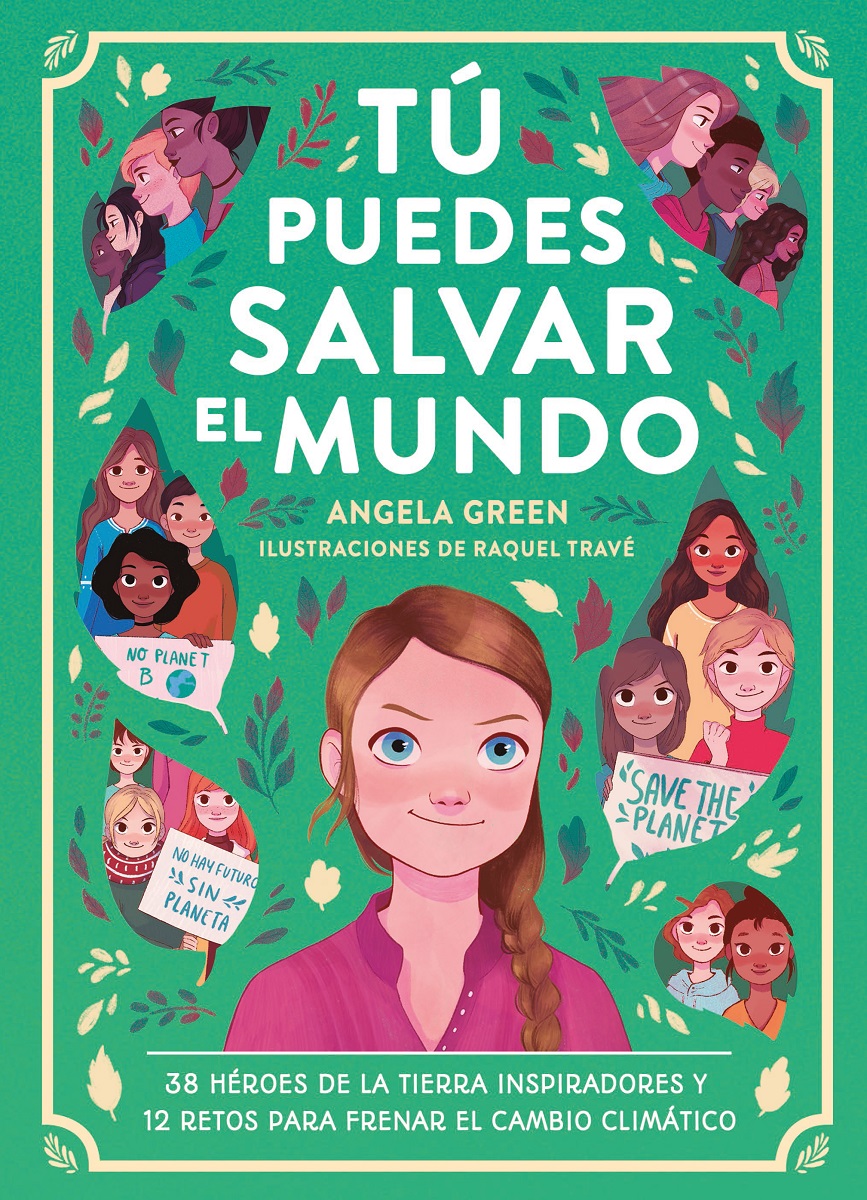 TÚ
PUEDES
SALVAR
EL MUNDO
ANGELA GREEN
ILUSTRACIONES DE RAQUEL TRAVÉ
NO PLANET
B
SAVE THE
PLANET
NO HAY FUTURO
SIN
PLANETA
38 HÉROES DE LA TIERRA INSPIRADORES Y
12 RETOS PARA FRENAR EL CAMBIO CLIMÁTICO